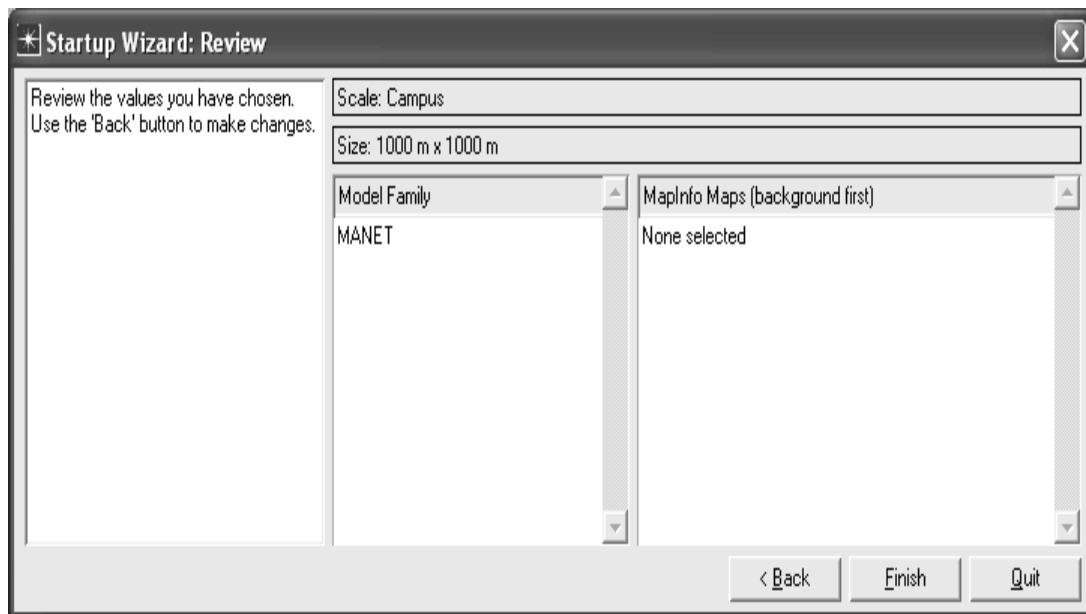 Startup Wizard: Review
Review the values you have chosen.
Use the 'Back' button to make changes.
Scale: Campus
Size: 1000 m x 1000 m
Model Family
MANET
MapInfo Maps (background first)
None selected
< Back
Finish
Quit